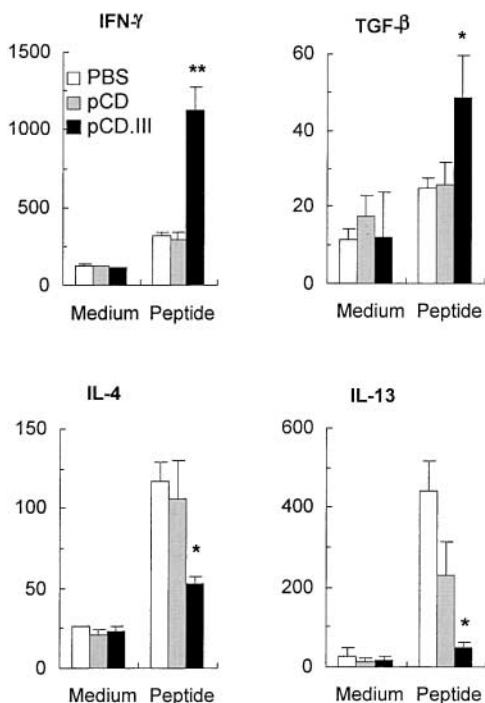 IFN-γ
1500
1000
500
0
PBS
pCD
pCD.III
**
Medium Peptide
TGF-β
60
40
20
0
*
Medium Peptide
IL-4
150
100
50
0
*
Medium Peptide
IL-13
600
400
200
0
*
Medium Peptide